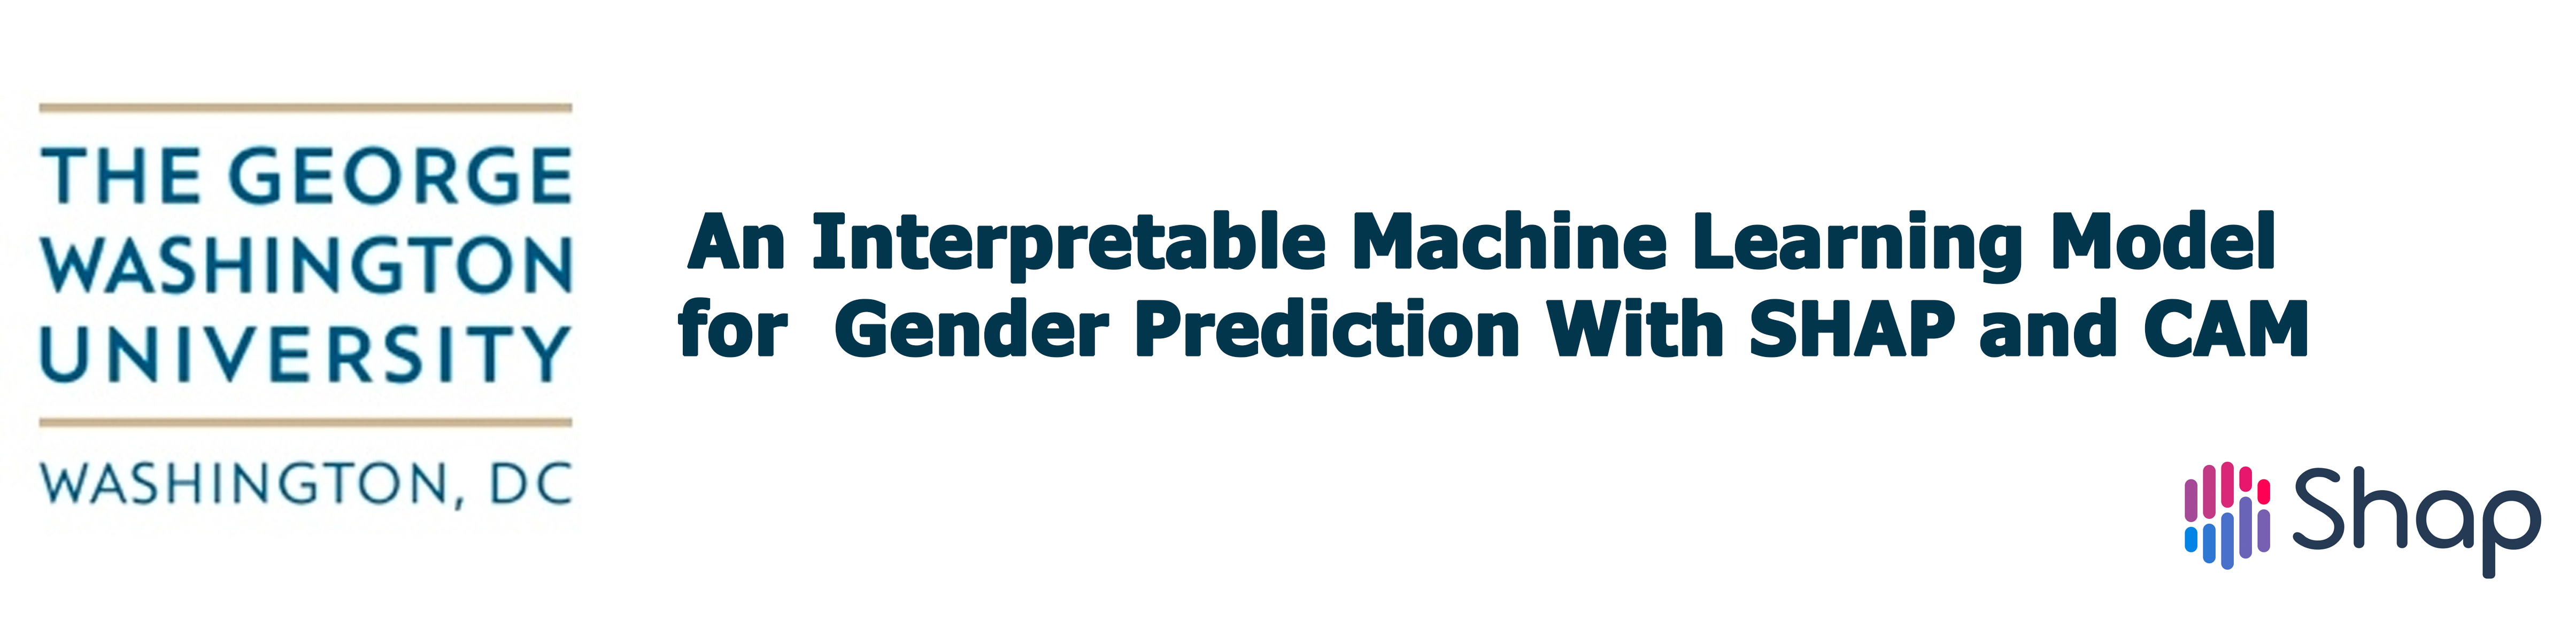 THE GEORGE
WASHINGTON
UNIVERSITY
WASHINGTON, DC
An Interpretable Machine Learning Model
for  Gender Prediction With SHAP and CAM
Shap